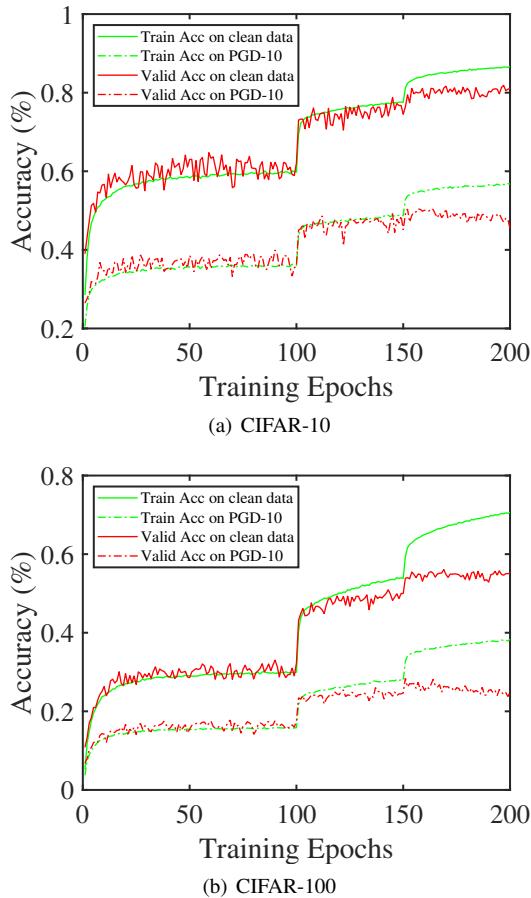 1
Train Acc on clean data
Train Acc on PGD-10
Valid Acc on clean data
Valid Acc on PGD-10
0.8
0.6
0.4
0.2
Accuracy (%)
0 50 100 150 200
Training Epochs
(a) CIFAR-10
0.8
Train Acc on clean data
Train Acc on PGD-10
Valid Acc on clean data
Valid Acc on PGD-10
0.6
0.4
0.2
0
Accuracy (%)
0 50 100 150 200
Training Epochs
(b) CIFAR-100